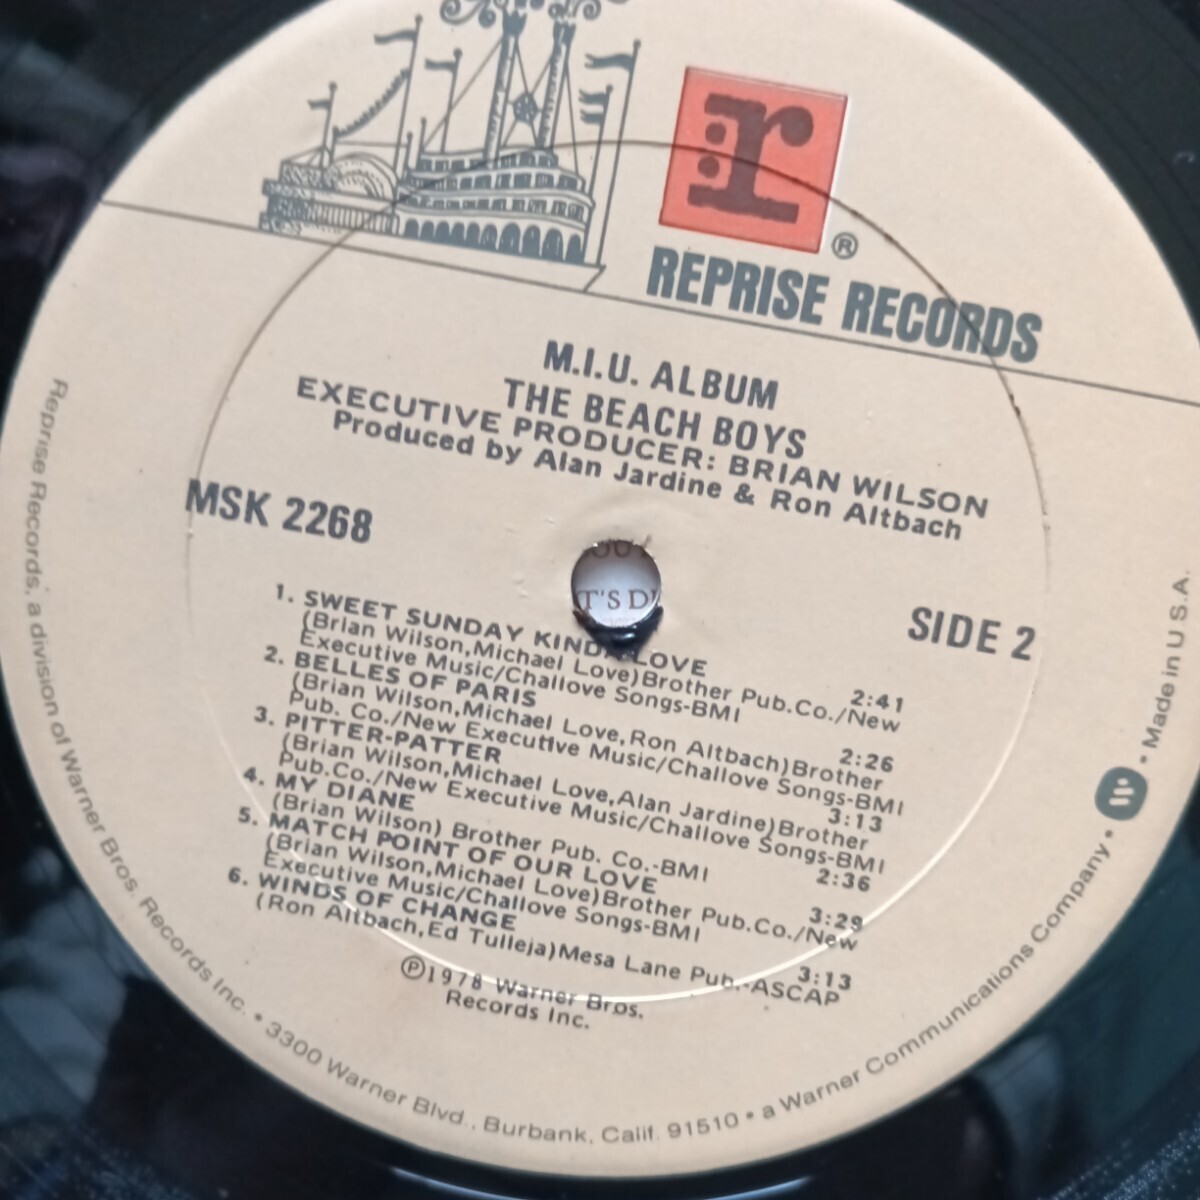 r
®
REPRISE RECORDS
M.I.U. ALBUM
THE BEACH BOYS
EXECUTIVE PRODUCER: BRIAN WILSON
Produced by Alan Jardine & Ron Altbach
MSK 2268
SIDE 2
T'S D
1. SWEET SUNDAY KINDA LOVE 2:41
(Brian Wilson,Michael Love)Brother Pub.Co./New
Executive Music/Challove Songs-BMI
2. BELLES OF PARIS 2:26
(Brian Wilson,Michael Love,Ron Altbach)Brother
Pub. Co./New Executive Music/Challove Songs-BMI
3. PITTER-PATTER 3:13
(Brian Wilson,Michael Love,Alan Jardine)Brother
Pub.Co./New Executive Music/Challove Songs-BMI
4. MY DIANE 2:36
(Brian Wilson) Brother Pub. Co.-BMI
5. MATCH POINT OF OUR LOVE 3:29
(Brian Wilson,Michael Love)Brother Pub.Co./New
Executive Music/Challove Songs-BMI
6. WINDS OF CHANGE 3:13
(Ron Altbach,Ed Tulleja)Mesa Lane Pub.-ASCAP
℗1978 Warner Bros.
Records Inc.
Reprise Records, a division of Warner Bros. Records Inc. • 3300 Warner Blvd., Burbank, Calif. 91510 • a Warner Communications Company • W • Made in U.S.A.